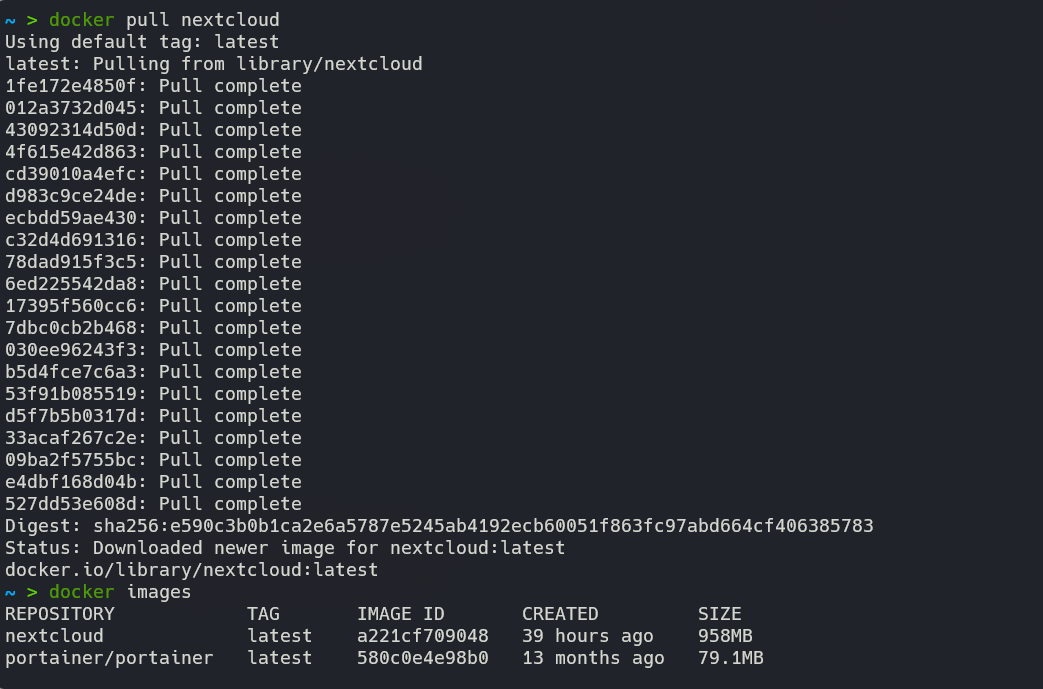 ~ > docker pull nextcloud
Using default tag: latest
latest: Pulling from library/nextcloud
1fe172e4850f: Pull complete
012a3732d045: Pull complete
43092314d50d: Pull complete
4f615e42d863: Pull complete
cd39010a4efc: Pull complete
d983c9ce24de: Pull complete
ecbdd59ae430: Pull complete
c32d4d691316: Pull complete
78dad915f3c5: Pull complete
6ed225542da8: Pull complete
17395f560cc6: Pull complete
7dbc0cb2b468: Pull complete
030ee96243f3: Pull complete
b5d4fce7c6a3: Pull complete
53f91b085519: Pull complete
d5f7b5b0317d: Pull complete
33acaf267c2e: Pull complete
09ba2f5755bc: Pull complete
e4dbf168d04b: Pull complete
527dd53e608d: Pull complete
Digest: sha256:e590c3b0b1ca2e6a5787e5245ab4192ecb60051f863fc97abd664cf406385783
Status: Downloaded newer image for nextcloud:latest
docker.io/library/nextcloud:latest
~ > docker images
REPOSITORY            TAG       IMAGE ID       CREATED         SIZE
nextcloud             latest    a221cf709048   39 hours ago    958MB
portainer/portainer   latest    580c0e4e98b0   13 months ago   79.1MB